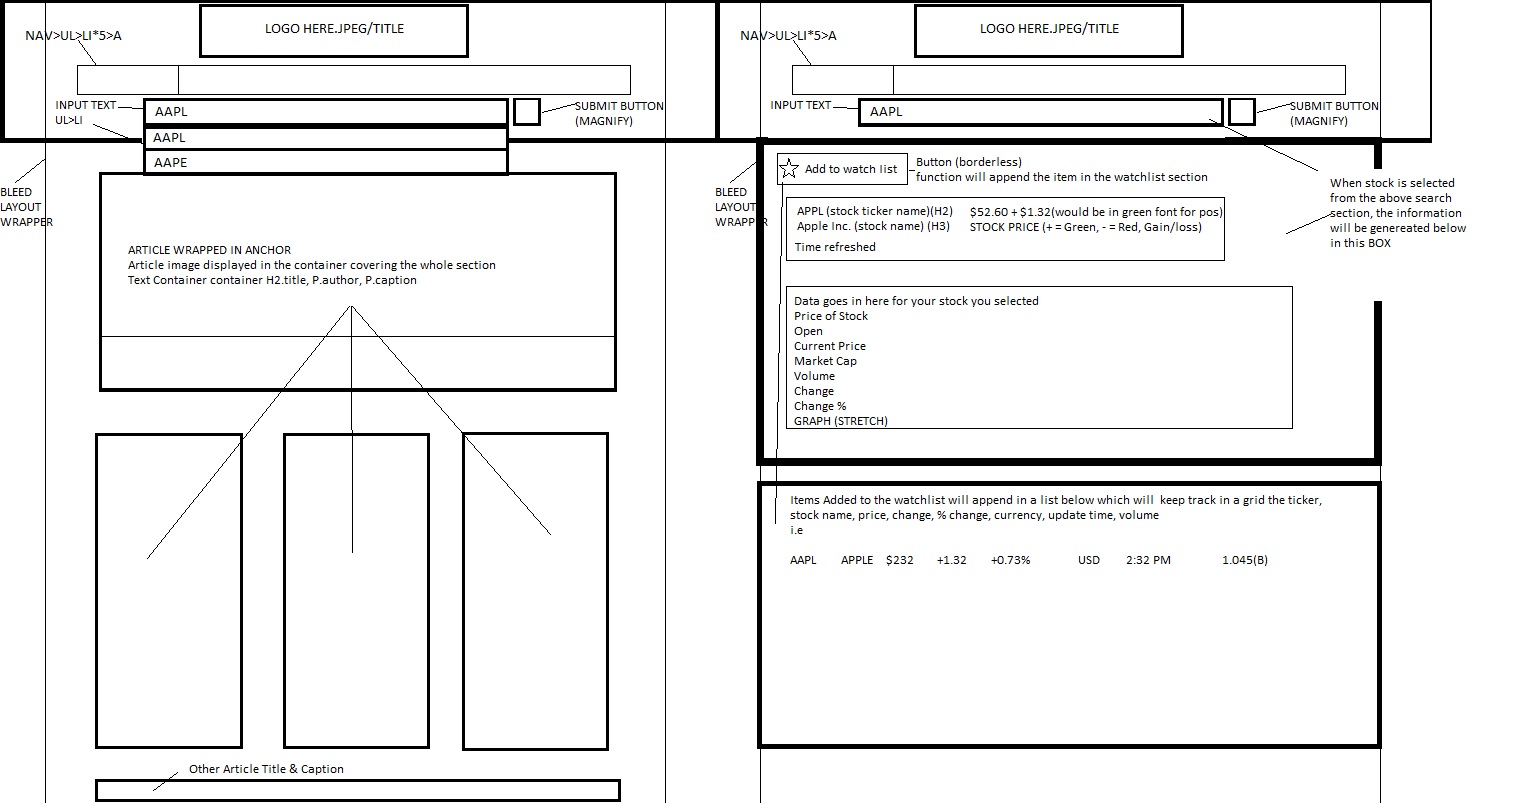 LOGO HERE.JPEG/TITLE
NAV>UL>LI*5>A
INPUT TEXT
UL>LI
AAPL
AAPL
AAPE
SUBMIT BUTTON
(MAGNIFY)
BLEED
LAYOUT
WRAPPER
ARTICLE WRAPPED IN ANCHOR
Article image displayed in the container covering the whole section
Text Container container H2.title, P.author, P.caption
Other Article Title & Caption
LOGO HERE.JPEG/TITLE
NAV>UL>LI*5>A
INPUT TEXT
AAPL
SUBMIT BUTTON
(MAGNIFY)
BLEED
LAYOUT
WRAPPER
Add to watch list
Button (borderless)
function will append the item in the watchlist section
APPL (stock ticker name)(H2) $52.60 + $1.32(would be in green font for pos)
Apple Inc. (stock name) (H3) STOCK PRICE (+ = Green, - = Red, Gain/loss)
Time refreshed
When stock is selected
from the above search
section, the information
will be genereated below
in this BOX
Data goes in here for your stock you selected
Price of Stock
Open
Current Price
Market Cap
Volume
Change
Change %
GRAPH (STRETCH)
Items Added to the watchlist will append in a list below which will keep track in a grid the ticker,
stock name, price, change, % change, currency, update time, volume
i.e
AAPL APPLE $232 +1.32 +0.73% USD 2:32 PM 1.045(B)